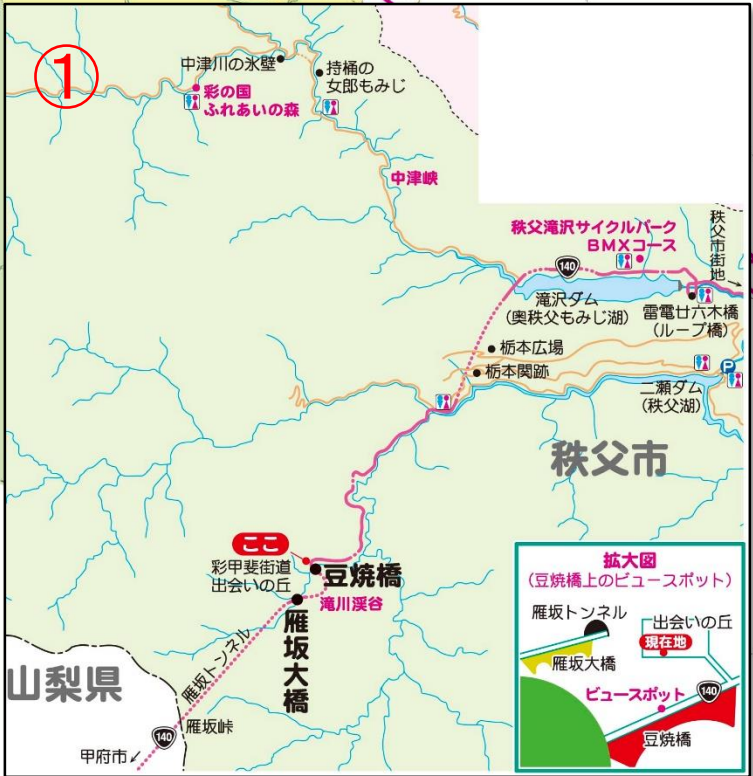 ①
中津川の氷壁
持桶の
女郎もみじ
彩の国
ふれあいの森
中津峡
秩父滝沢サイクルパーク
BMXコース
秩父市街地
140
滝沢ダム
(奥秩父もみじ湖)
雷電廿六木橋
(ループ橋)
栃本広場
栃本関跡
P
二瀬ダム
(秩父湖)
秩父市
ここ
彩甲斐街道
出会いの丘
豆焼橋
滝川渓谷
雁坂大橋
雁坂トンネル
山梨県
雁坂峠
140
甲府市
拡大図
(豆焼橋上のビュースポット)
雁坂トンネル
出会いの丘
現在地
雁坂大橋
ビュースポット
140
豆焼橋